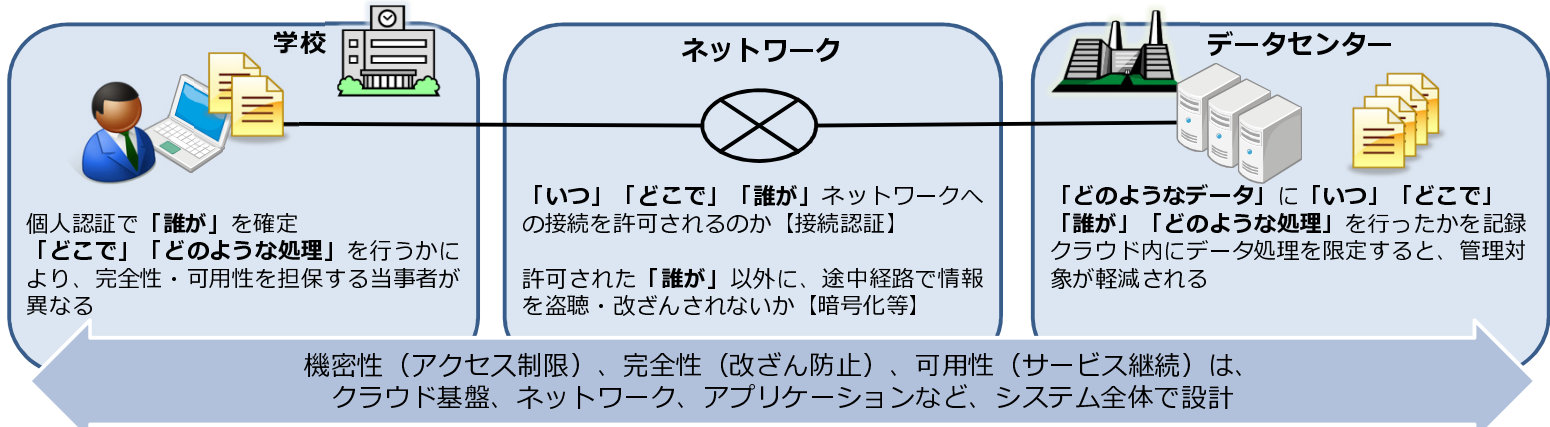 学校
個人認証で「誰が」を確定
「どこで」「どのような処理」を行うかに
より、完全性・可用性を担保する当事者が
異なる
ネットワーク
「いつ」「どこで」「誰が」ネットワークへ
の接続を許可されるのか【接続認証】
許可された「誰が」以外に、途中経路で情報
を盗聴・改ざんされないか【暗号化等】
データセンター
「どのようなデータ」に「いつ」「どこで」
「誰が」「どのような処理」を行ったかを記録
クラウド内にデータ処理を限定すると、管理対
象が軽減される
機密性（アクセス制限）、完全性（改ざん防止）、可用性（サービス継続）は、
クラウド基盤、ネットワーク、アプリケーションなど、システム全体で設計